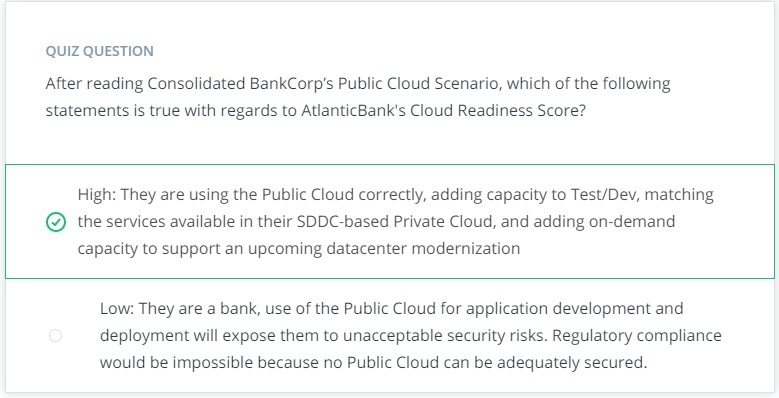 QUIZ QUESTION
After reading Consolidated BankCorp's Public Cloud Scenario, which of the following
statements is true with regards to AtlanticBank's Cloud Readiness Score?
High: They are using the Public Cloud correctly, adding capacity to Test/Dev, matching
the services available in their SDDC-based Private Cloud, and adding on-demand
capacity to support an upcoming datacenter modernization
Low: They are a bank, use of the Public Cloud for application development and
deployment will expose them to unacceptable security risks. Regulatory compliance
would be impossible because no Public Cloud can be adequately secured.